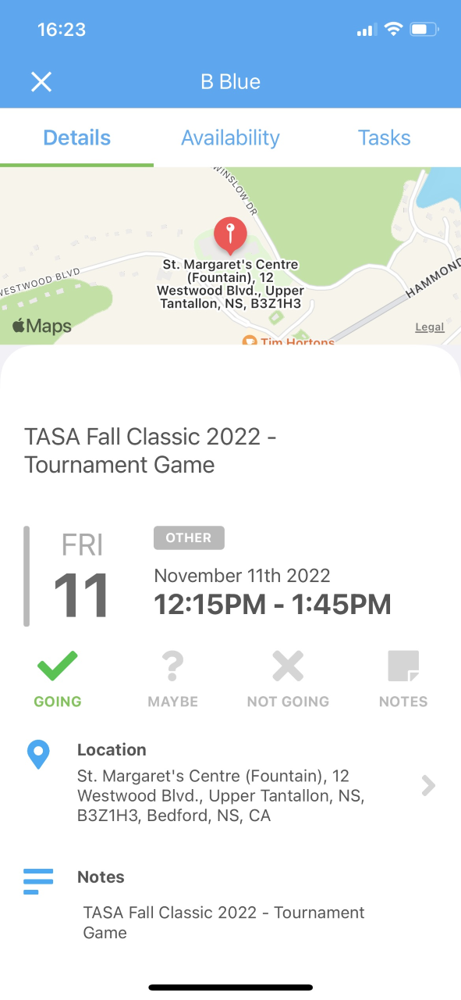 16:23
B Blue
Details
Availability
Tasks
WINSLOW DR
St. Margaret's Centre
(Fountain), 12
Westwood Blvd., Upper
Tantallon, NS, B3Z1H3
WESTWOOD BLVD
HAMMOND
Maps
Legal
Tim Hortons
TASA Fall Classic 2022 -
Tournament Game
FRI
11
OTHER
November 11th 2022
12:15PM - 1:45PM
GOING
MAYBE
NOT GOING
NOTES
Location
St. Margaret's Centre (Fountain), 12
Westwood Blvd., Upper Tantallon, NS,
B3Z1H3, Bedford, NS, CA
Notes
TASA Fall Classic 2022 - Tournament
Game